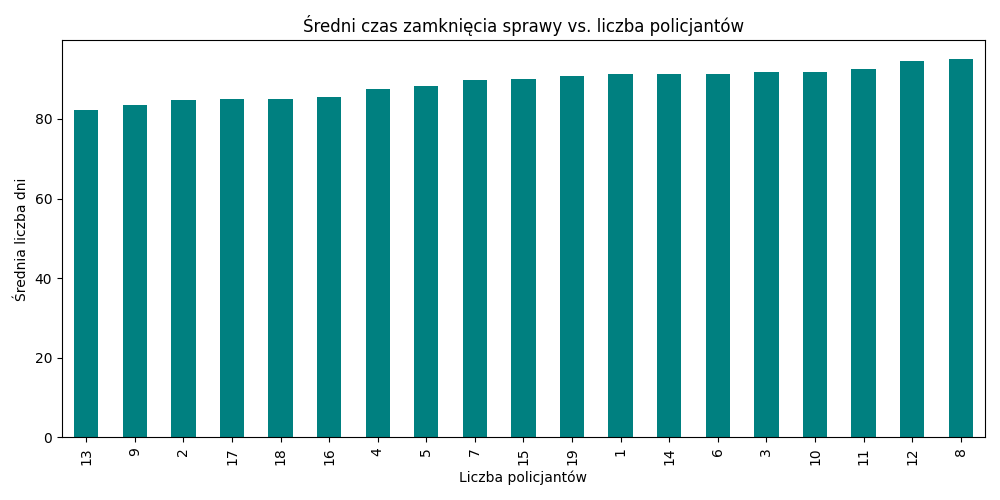 Średni czas zamknięcia sprawy vs. liczba policjantów
Średnia liczba dni
80
60
40
20
0
13 9 2 17 18 16 4 5 7 15 19 1 14 6 3 10 11 12 8
Liczba policjantów